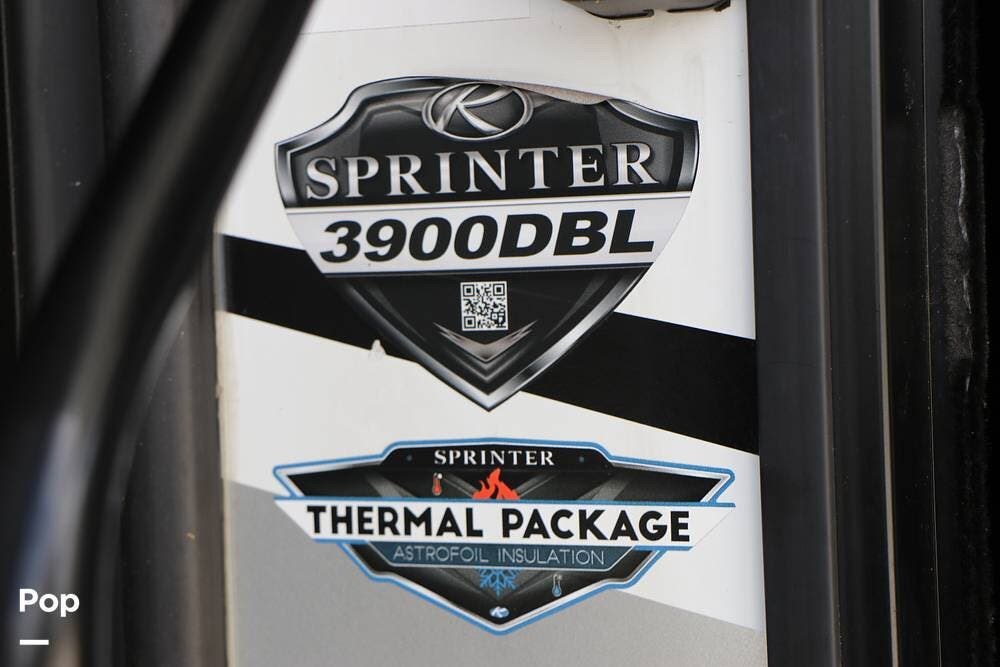 SPRINTER
3900DBL
SPRINTER
THERMAL PACKAGE
ASTROFOIL INSULATION
Pop